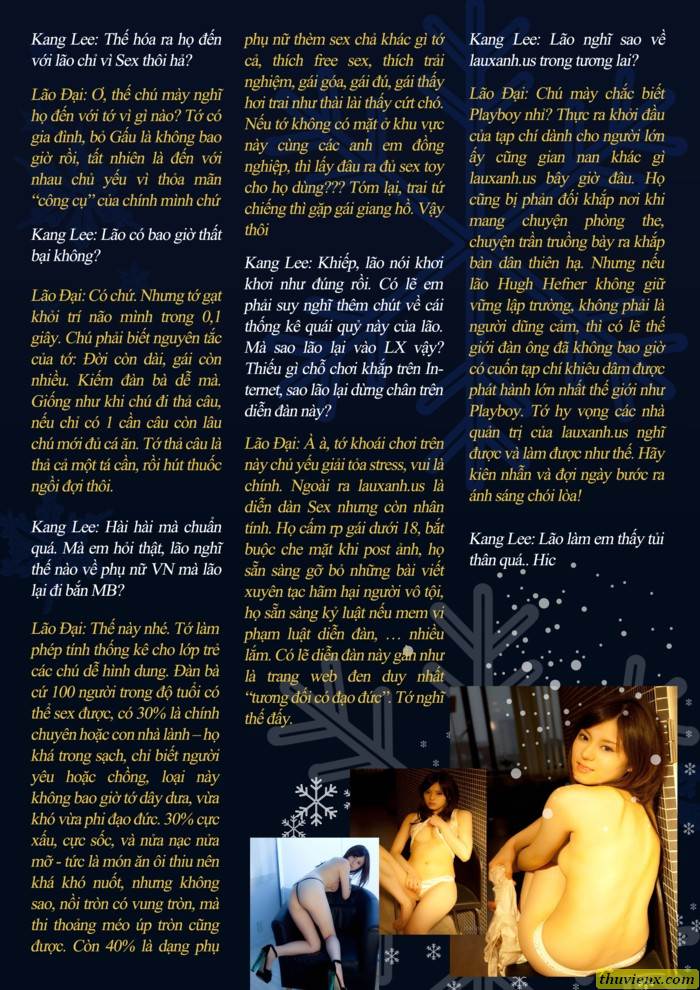 Kang Lee: Thế hóa ra họ đến
với lão chỉ vì Sex thôi hả?
Lão Đại: Ơ, thế chú mày nghĩ
họ đến với tớ vì gì nào? Tớ có
gia đình, bỏ Gấu là không bao
giờ rồi, tất nhiên là đến với
nhau chủ yếu vì thỏa mãn
“công cụ” của chính mình chứ
Kang Lee: Lão có bao giờ thất
bại không?
Lão Đại: Có chứ. Nhưng tớ gạt
khỏi trí não mình trong 0,1
giây. Chú phải biết nguyên tắc
của tớ: Đời còn dài, gái còn
nhiều. Kiếm đàn bà dễ mà.
Giống như khi chú đi thả câu,
nếu chỉ có 1 cần câu còn lâu
chú mới đủ cá ăn. Tớ thả câu là
thả cả một tá cần, rồi hút thuốc
ngồi đợi thôi.
Kang Lee: Hài hài mà chuẩn
quá. Mà em hỏi thật, lão nghĩ
thế nào về phụ nữ VN mà lão
lại đi bắn MB?
Lão Đại: Thế này nhé. Tớ làm
phép tính thống kê cho lớp trẻ
các chú dễ hình dung. Đàn bà
cứ 100 người trong độ tuổi có
thể sex được, có 30% là chính
chuyên hoặc con nhà lành – họ
khá trong sạch, chỉ biết người
yêu hoặc chồng, loại này
không bao giờ tớ dây dưa, vừa
khó vừa phi đạo đức. 30% cực
xấu, cực sốc, và nửa nạc nửa
mỡ - tức là món ăn ôi thiu nên
khá khó nuốt, nhưng không
sao, nồi tròn có vung tròn, mà
thi thoảng méo úp tròn cũng
được. Còn 40% là dạng phụ
phụ nữ thèm sex chả khác gì tớ
cả, thích free sex, thích trải
nghiệm, gái góa, gái đú, gái thấy
hơi trai như thài lài thấy cứt chó.
Nếu tớ không có mặt ở khu vực
này cùng các anh em đồng
nghiệp, thì lấy đâu ra đủ sex toy
cho họ dùng??? Tóm lại, trai tứ
chiếng thì gặp gái giang hồ. Vậy
thôi
Kang Lee: Khiếp, lão nói khơi
khơi như đúng rồi. Có lẽ em
phải suy nghĩ thêm chút về cái
thống kê quái quỷ này của lão.
Mà sao lão lại vào LX vậy?
Thiếu gì chỗ chơi khắp trên In-
ternet, sao lão lại dừng chân trên
diễn đàn này?
Lão Đại: À à, tớ khoái chơi trên
này chủ yếu giải tỏa stress, vui là
chính. Ngoài ra lauxanh.us là
diễn dàn Sex nhưng còn nhân
tính. Họ cấm rp gái dưới 18, bắt
buộc che mặt khi post ảnh, họ
sẵn sàng gỡ bỏ những bài viết
xuyên tạc hãm hại người vô tội,
họ sẵn sàng kỷ luật nếu mem vi
phạm luật diễn đàn, … nhiều
lắm. Có lẽ diễn đàn này gần như
là trang web đen duy nhất
“tương đối có đạo đức”. Tớ nghĩ
thế đấy.
Kang Lee: Lão nghĩ sao về
lauxanh.us trong tương lai?
Lão Đại: Chú mày chắc biết
Playboy nhỉ? Thực ra khởi đầu
của tạp chí dành cho người lớn
ấy cũng gian nan khác gì
lauxanh.us bây giờ đâu. Họ
cũng bị phản đối khắp nơi khi
mang chuyện phòng the,
chuyện trần truồng bày ra khắp
bàn dân thiên hạ. Nhưng nếu
lão Hugh Hefner không giữ
vững lập trường, không phải là
người dũng cảm, thì có lẽ thế
giới đàn ông đã không bao giờ
có cuốn tạp chí khiêu dâm được
phát hành lớn nhất thế giới như
Playboy. Tớ hy vọng các nhà
quản trị của lauxanh.us nghĩ
được và làm được như thế. Hãy
kiên nhẫn và đợi ngày bước ra
ánh sáng chói lòa!
Kang Lee: Lão làm em thấy tủi
thân quá.. Hic
thuvienx.com